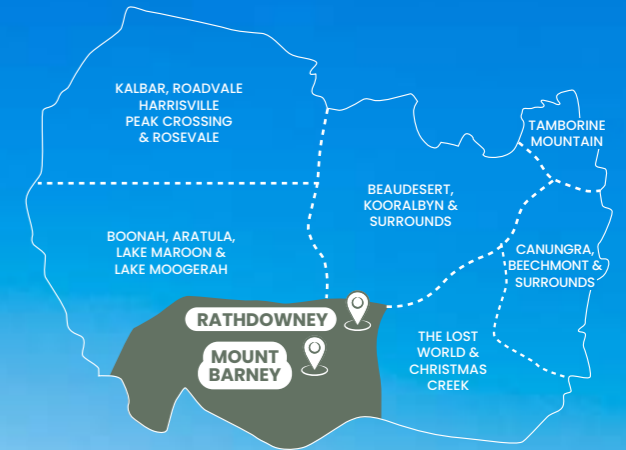 KALBAR, ROADVALE
HARRISVILLE
PEAK CROSSING
& ROSEVALE
TAMBORINE
MOUNTAIN
BEAUDESERT,
KOORALBYN &
SURROUNDS
BOONAH, ARATULA,
LAKE MAROON &
LAKE MOOGERAH
CANUNGRA,
BEECHMONT &
SURROUNDS
RATHDOWNEY
MOUNT
BARNEY
THE LOST
WORLD &
CHRISTMAS
CREEK